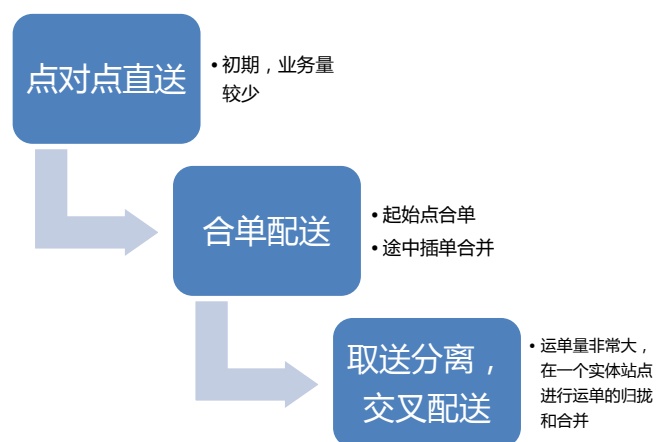 点对点直送
•初期，业务量
较少
合单配送
•起始点合单
•途中插单合并
取送分离，
交叉配送
•运单量非常大，
在一个实体站点
进行运单的归拢
和合并